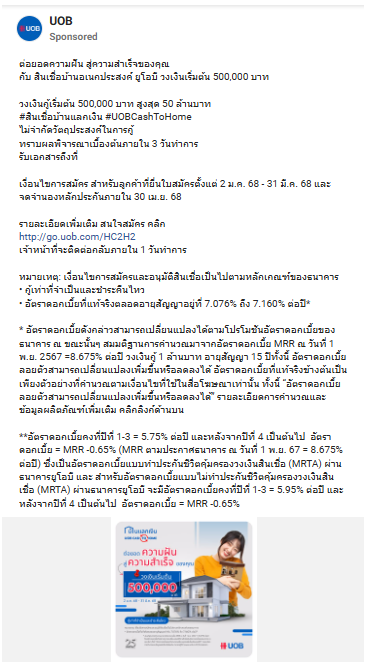 UOB
Sponsored
ต่อยอดความฝัน สู่ความสำเร็จของคุณ
กับ สินเชื่อบ้านอเนกประสงค์ ยูโอบี วงเงินเริ่มต้น 500,000 บาท
วงเงินกู้เริ่มต้น 500,000 บาท สูงสุด 50 ล้านบาท
#สินเชื่อบ้านแลกเงิน #UOBCashToHome
ไม่จำกัดวัตถุประสงค์ในการกู้
ทราบผลพิจารณาเบื้องต้นภายใน 3 วันทำการ
รับเอกสารถึงที่
เงื่อนไขการสมัคร สำหรับลูกค้าที่ยื่นใบสมัครตั้งแต่ 2 ม.ค. 68 - 31 มี.ค. 68 และ
จดจำนองหลักประกันภายใน 30 เม.ย. 68
รายละเอียดเพิ่มเติม สนใจสมัคร คลิก
http://go.uob.com/HC2H2
เจ้าหน้าที่จะติดต่อกลับภายใน 1 วันทำการ
หมายเหตุ: เงื่อนไขการสมัครและอนุมัติสินเชื่อเป็นไปตามหลักเกณฑ์ของธนาคาร
• กู้เท่าที่จำเป็นและชำระคืนไหว
• อัตราดอกเบี้ยที่แท้จริงตลอดอายุสัญญาอยู่ที่ 7.076% ถึง 7.160% ต่อปี*
* อัตราดอกเบี้ยดังกล่าวสามารถเปลี่ยนแปลงได้ตามโปรโมชันอัตราดอกเบี้ยของ
ธนาคาร ณ ขณะนั้นๆ สมมติฐานการคำนวณมาจากอัตราดอกเบี้ย MRR ณ วันที่ 1
พ.ย. 2567 =8.675% ต่อปี วงเงินกู้ 1 ล้านบาท อายุสัญญา 15 ปีทั้งนี้ อัตราดอกเบี้ย
ลอยตัวสามารถเปลี่ยนแปลงเพิ่มขึ้นหรือลดลงได้ อัตราดอกเบี้ยที่แท้จริงข้างต้นเป็น
เพียงตัวอย่างที่คำนวณตามเงื่อนไขที่ใช้ในสื่อโฆษณาเท่านั้น ทั้งนี้ “อัตราดอกเบี้ย
ลอยตัวสามารถเปลี่ยนแปลงเพิ่มขึ้นหรือลดลงได้” รายละเอียดการคำนวณและ
ข้อมูลผลิตภัณฑ์เพิ่มเติม คลิกลิงก์ด้านบน
**อัตราดอกเบี้ยคงที่ปีที่ 1-3 = 5.75% ต่อปี และหลังจากปีที่ 4 เป็นต้นไป อัตรา
ดอกเบี้ย = MRR -0.65% (MRR ตามประกาศธนาคาร ณ วันที่ 1 พ.ย. 67 = 8.675%
ต่อปี) ซึ่งเป็นอัตราดอกเบี้ยแบบทำประกันชีวิตคุ้มครองวงเงินสินเชื่อ (MRTA) ผ่าน
ธนาคารยูโอบี และ สำหรับอัตราดอกเบี้ยแบบไม่ทำประกันชีวิตคุ้มครองวงเงินสิน
เชื่อ (MRTA) ผ่านธนาคารยูโอบี จะมีอัตราดอกเบี้ยคงที่ปีที่ 1-3 = 5.95% ต่อปี และ
หลังจากปีที่ 4 เป็นต้นไป อัตราดอกเบี้ย = MRR -0.65%
ต่อยอด ความฝัน
สู่ ความสำเร็จ ของคุณ
วงเงินเริ่มต้น
500,000
UOB